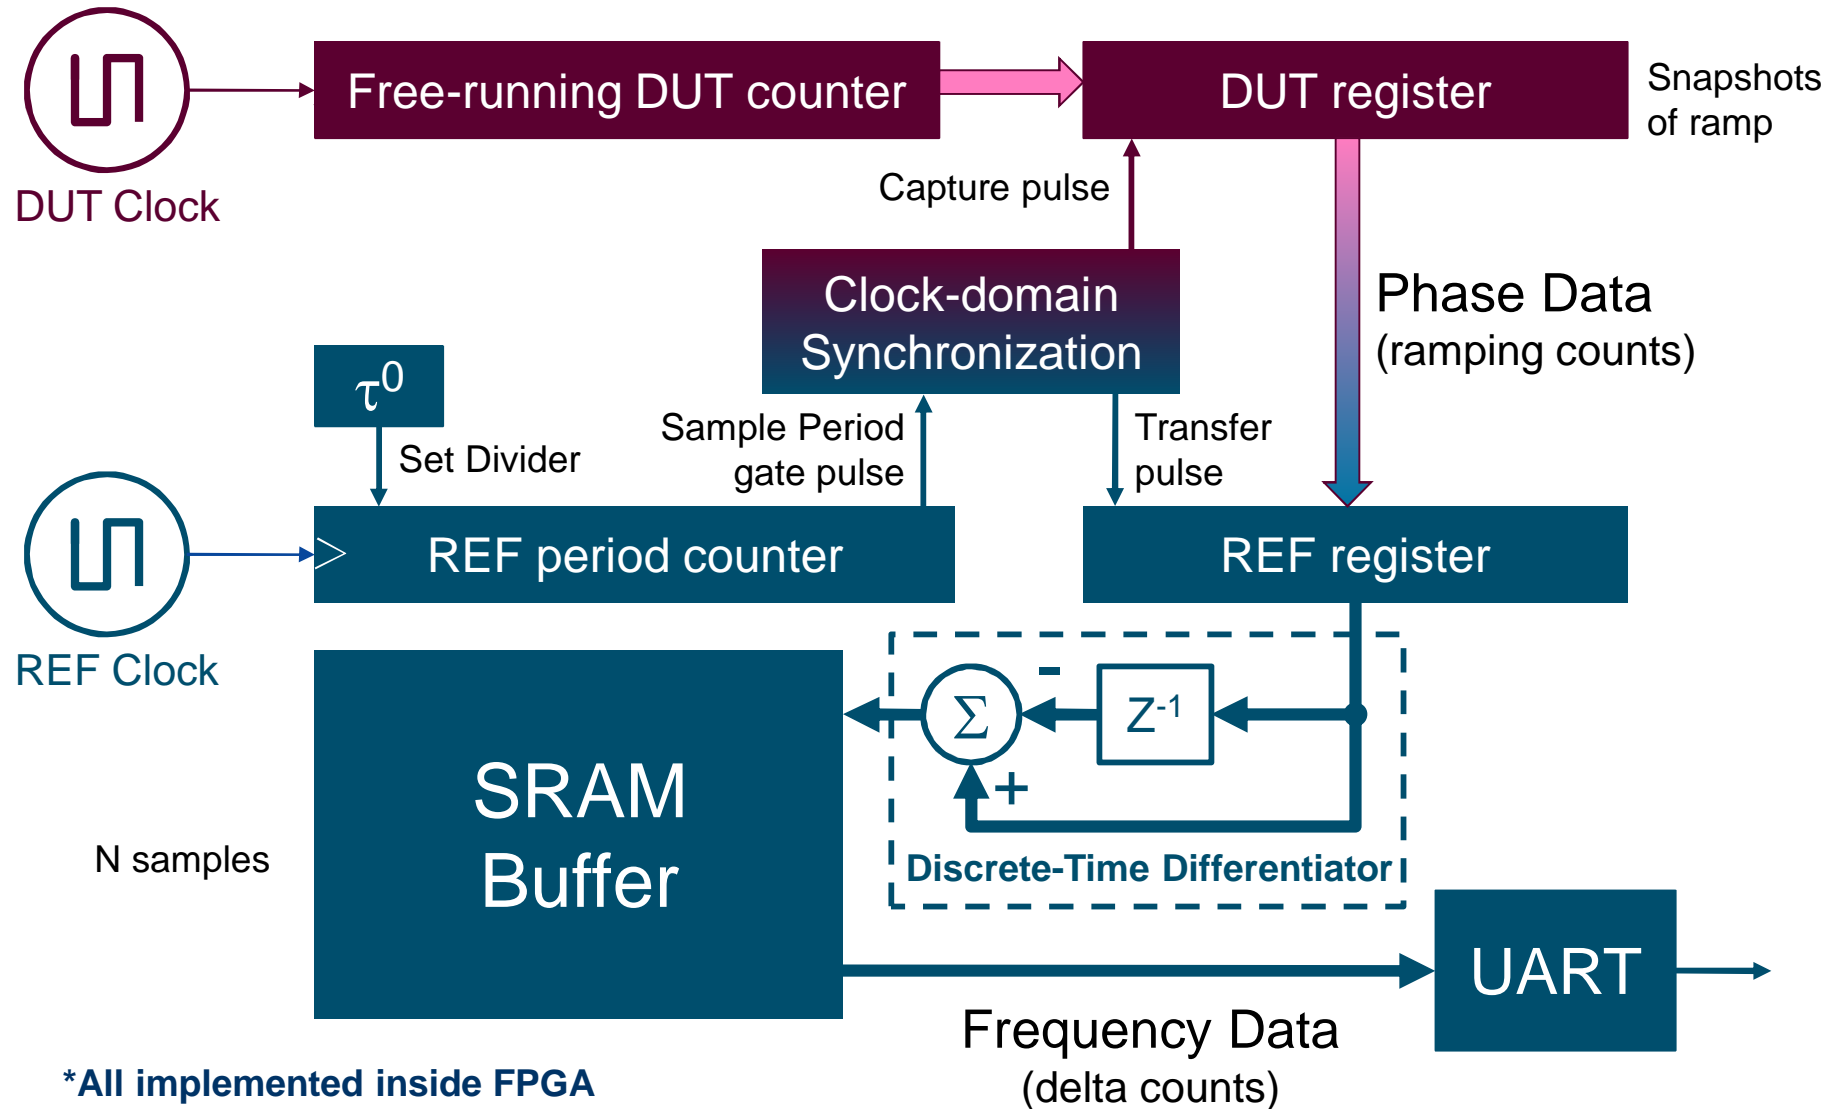 Free-running DUT counter
DUT register
Snapshots
of ramp
DUT Clock
Capture pulse
Clock-domain
Synchronization
Phase Data
(ramping counts)
τ0
Set Divider
Sample Period
gate pulse
Transfer
pulse
REF period counter
REF register
REF Clock
SRAM
Buffer
N samples
Σ
-
Z-1
+
Discrete-Time Differentiator
UART
Frequency Data
(delta counts)
*All implemented inside FPGA